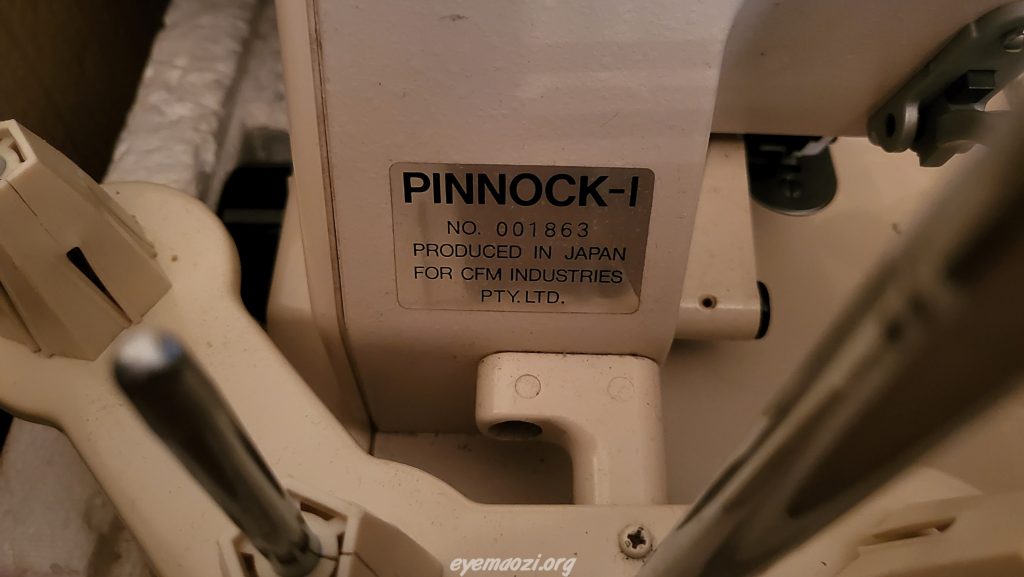 PINNOCK-I
NO. 001863
PRODUCED IN JAPAN
FOR CFM INDUSTRIES
PTY. LTD.
eyemaozi.org